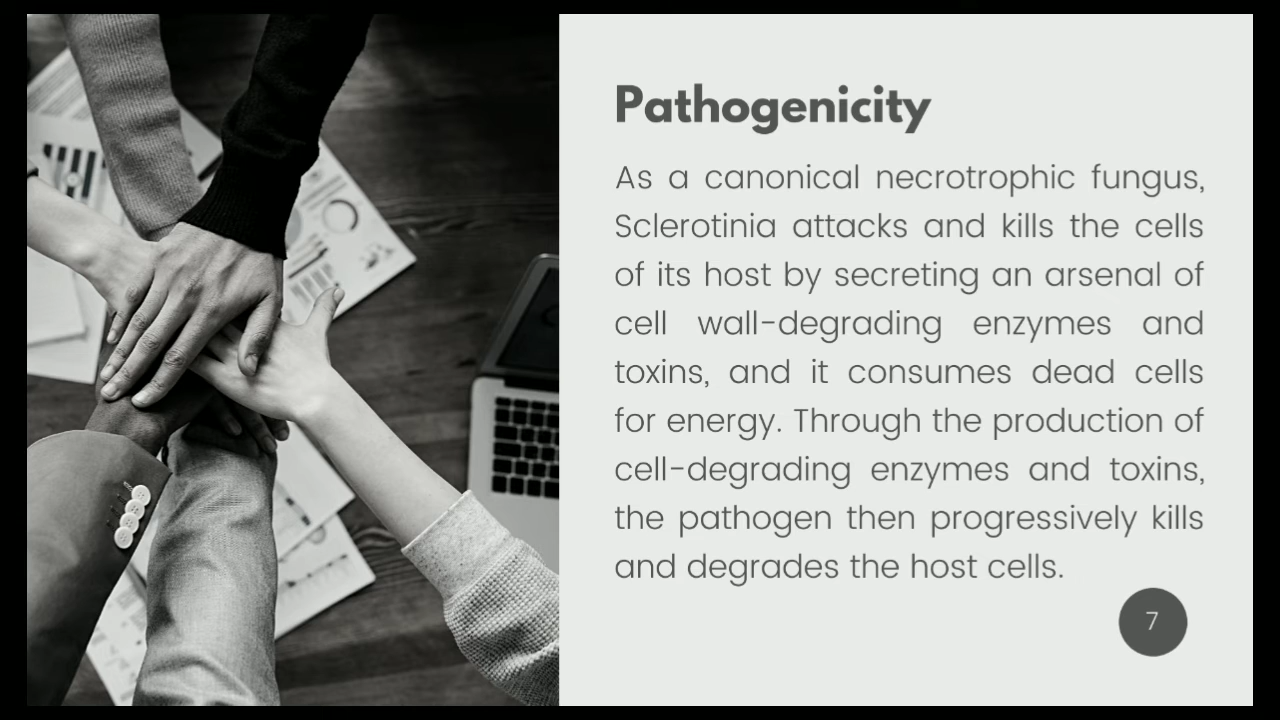 Pathogenicity
As a canonical necrotrophic fungus,
Sclerotinia attacks and kills the cells
of its host by secreting an arsenal of
cell wall-degrading enzymes and
toxins, and it consumes dead cells
for energy. Through the production of
cell-degrading enzymes and toxins,
the pathogen then progressively kills
and degrades the host cells.
7